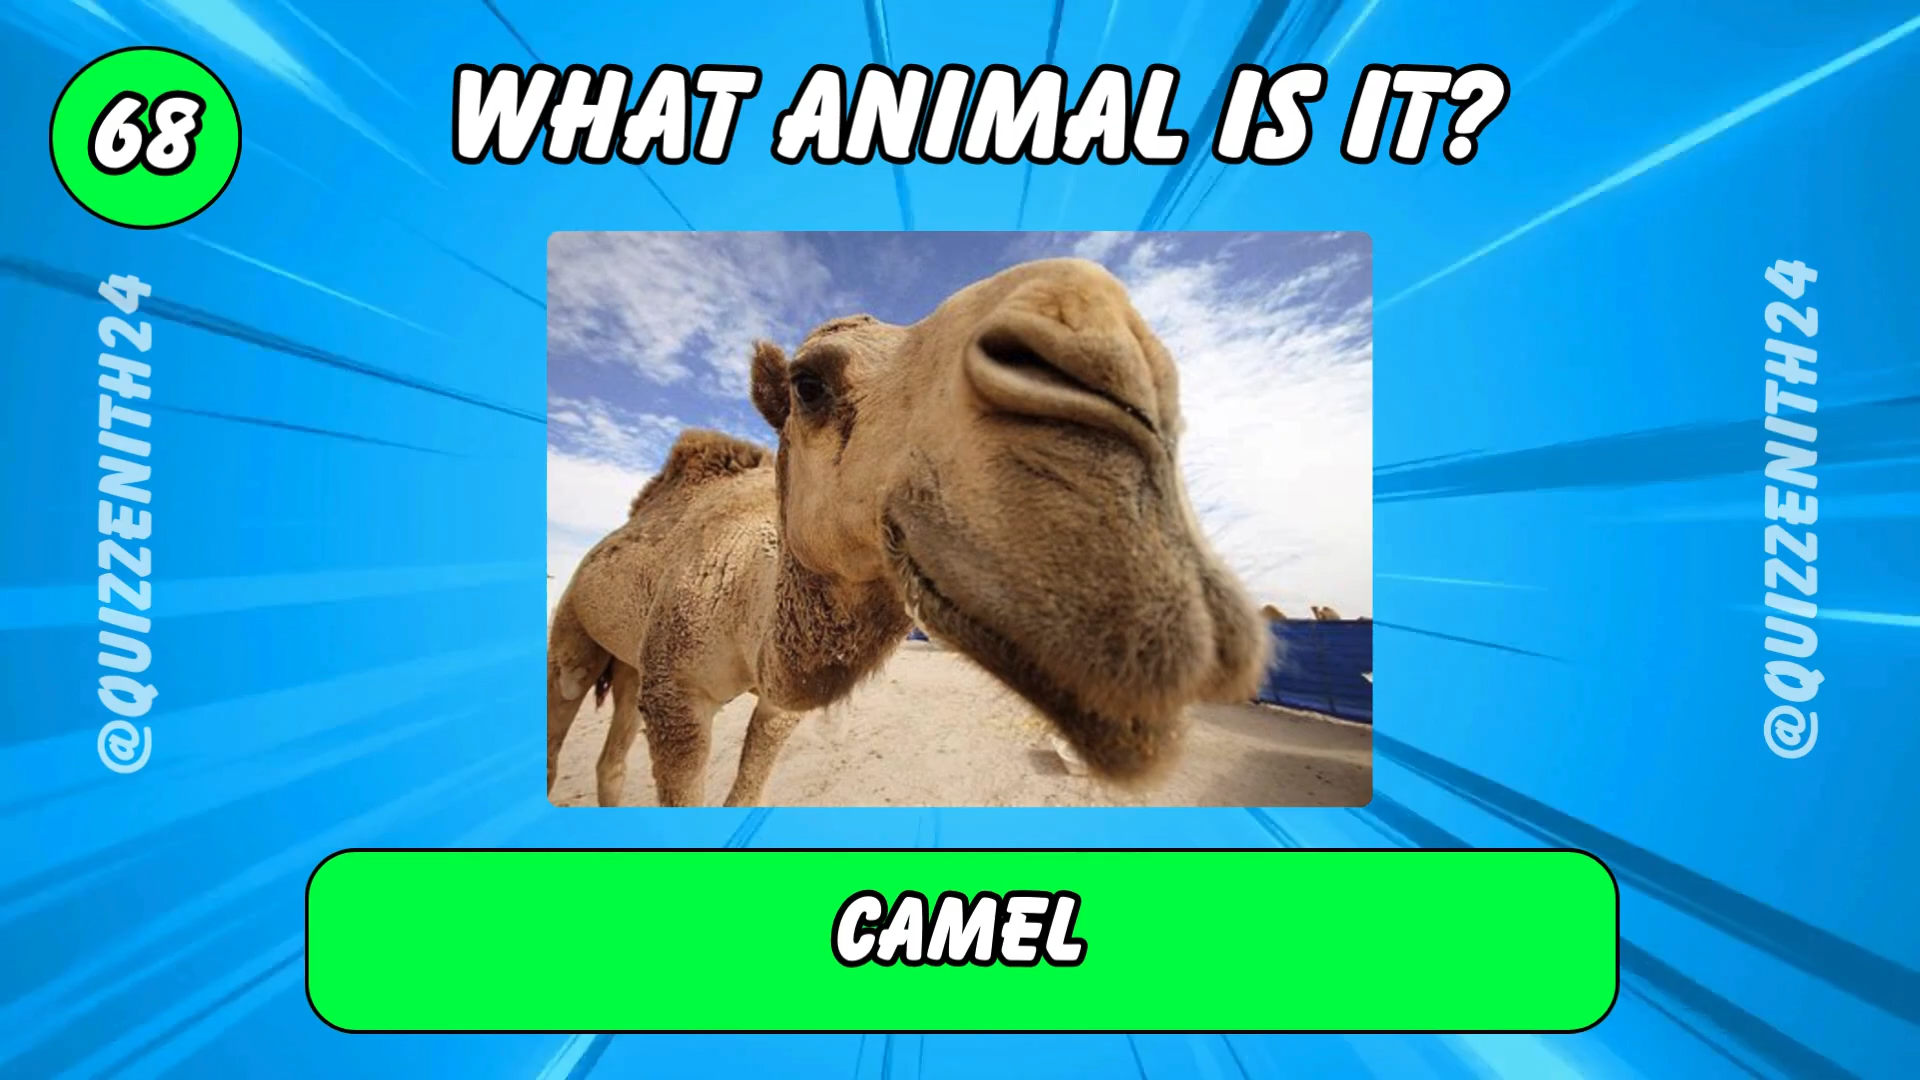 68
WHAT ANIMAL IS IT?
@QUIZZENITH24
@QUIZZENITH24
CAMEL